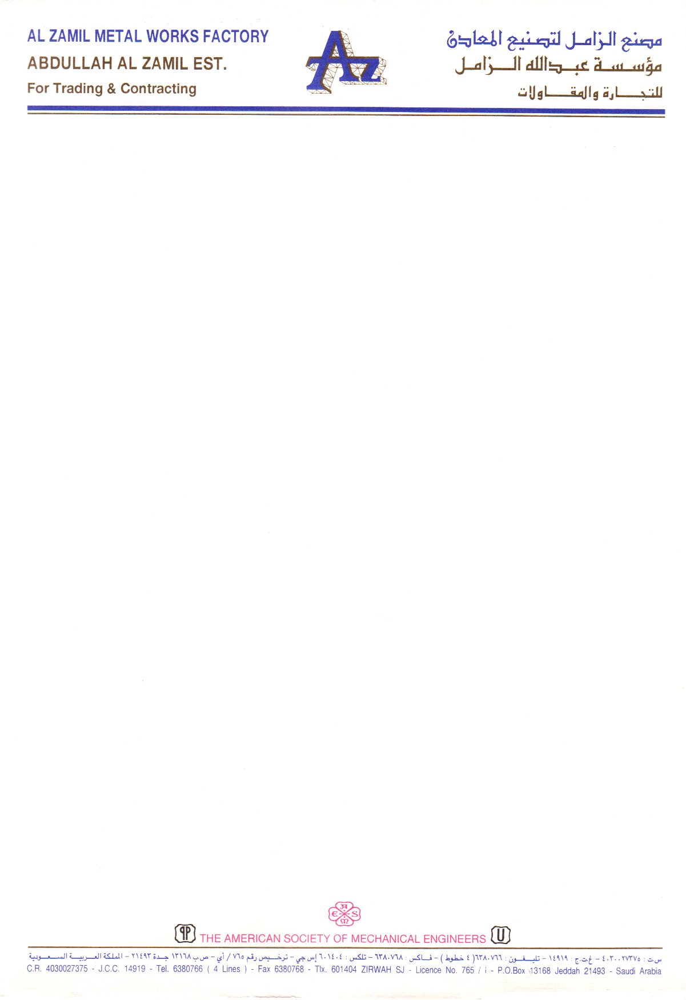 AL ZAMIL METAL WORKS FACTORY
ABDULLAH AL ZAMIL EST.
For Trading & Contracting
AZ
مصنع الزامل لتصنيع المعادن
مؤسسة عبدالله الزامل
للتجارة والمقاولات
A
E S
M
PP THE AMERICAN SOCIETY OF MECHANICAL ENGINEERS U
س.ت : ٤٠٣٠٠٢٧٣٧٥ – غ.ت.ج : ١٤٩١٩ – تليفون : ٦٣٨٠٧٦٦ ( ٤ خطوط ) – فاكس : ٦٣٨٠٧٦٨ – تلكس : ٦٠١٤٠٤ إس جي – ترخيص رقم ٧٦٥ / أي – ص.ب ١٣١٦٨ جدة ٢١٤٩٣ – المملكة العربية السعودية
C.R. 4030027375 - J.C.C. 14919 - Tel. 6380766 ( 4 Lines ) - Fax 6380768 - Tlx. 601404 ZIRWAH SJ - Licence No. 765 / i - P.O.Box 13168 Jeddah 21493 - Saudi Arabia